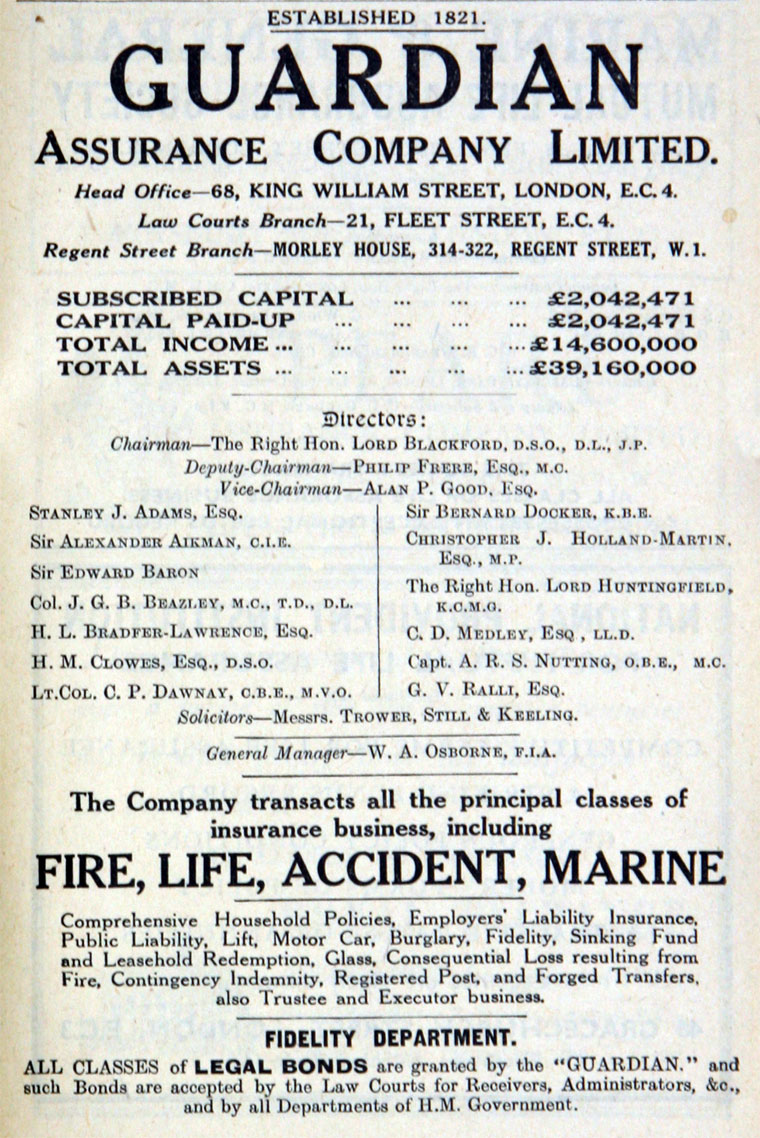 ESTABLISHED 1821.
GUARDIAN
ASSURANCE COMPANY LIMITED.
Head Office—68, KING WILLIAM STREET, LONDON, E.C. 4.
Law Courts Branch—21, FLEET STREET, E.C. 4.
Regent Street Branch—MORLEY HOUSE, 314-322, REGENT STREET, W.1.
SUBSCRIBED CAPITAL ... ... ... £2,042,471
CAPITAL PAID-UP ... ... ... £2,042,471
TOTAL INCOME ... ... ... ... £14,600,000
TOTAL ASSETS ... ... ... ... £39,160,000
Directors:
Chairman—The Right Hon. LORD BLACKFORD, D.S.O., D.L., J.P.
Deputy-Chairman—PHILIP FRERE, ESQ., M.C.
Vice-Chairman—ALAN P. GOOD, ESQ.
STANLEY J. ADAMS, ESQ.
Sir ALEXANDER AIKMAN, C.I.E.
Sir EDWARD BARON
Col. J. G. B. BEAZLEY, M.C., T.D., D.L.
H. L. BRADFER-LAWRENCE, ESQ.
H. M. CLOWES, ESQ., D.S.O.
LT.COL. C. P. DAWNAY, C.B.E., M.V.O.
Sir BERNARD DOCKER, K.B.E.
CHRISTOPHER J. HOLLAND-MARTIN,
ESQ., M.P.
The Right Hon. LORD HUNTINGFIELD,
K.C.M.G.
C. D. MEDLEY, ESQ , LL.D.
Capt. A. R. S. NUTTING, O.B.E., M.C.
G. V. RALLI, ESQ.
Solicitors—Messrs. TROWER, STILL & KEELING.
General Manager—W. A. OSBORNE, F.I.A.
The Company transacts all the principal classes of
insurance business, including
FIRE, LIFE, ACCIDENT, MARINE
Comprehensive Household Policies, Employers' Liability Insurance,
Public Liability, Lift, Motor Car, Burglary, Fidelity, Sinking Fund
and Leasehold Redemption, Glass, Consequential Loss resulting from
Fire, Contingency Indemnity, Registered Post, and Forged Transfers,
also Trustee and Executor business.
FIDELITY DEPARTMENT.
ALL CLASSES of LEGAL BONDS are granted by the “GUARDIAN,” and
such Bonds are accepted by the Law Courts for Receivers, Administrators, &c.,
and by all Departments of H.M. Government.